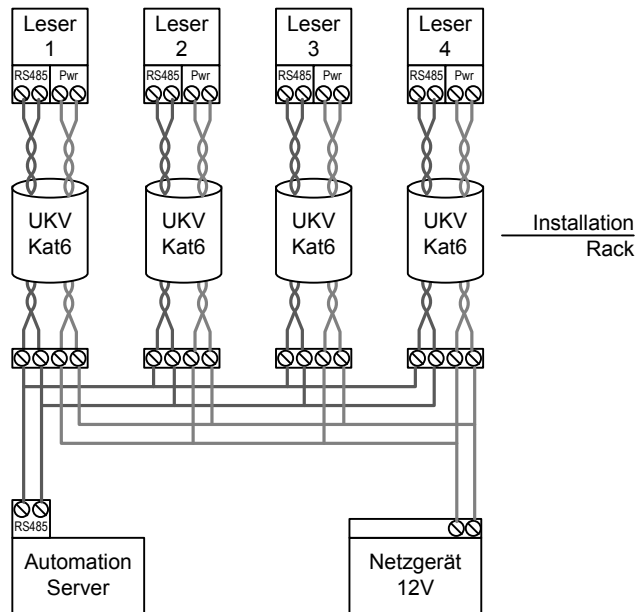 Leser
1
Leser
2
Leser
3
Leser
4
RS485 Pwr
RS485 Pwr
RS485 Pwr
RS485 Pwr
UKV
Kat6
UKV
Kat6
UKV
Kat6
UKV
Kat6
Installation
Rack
RS485
Automation
Server
Netzgerät
12V